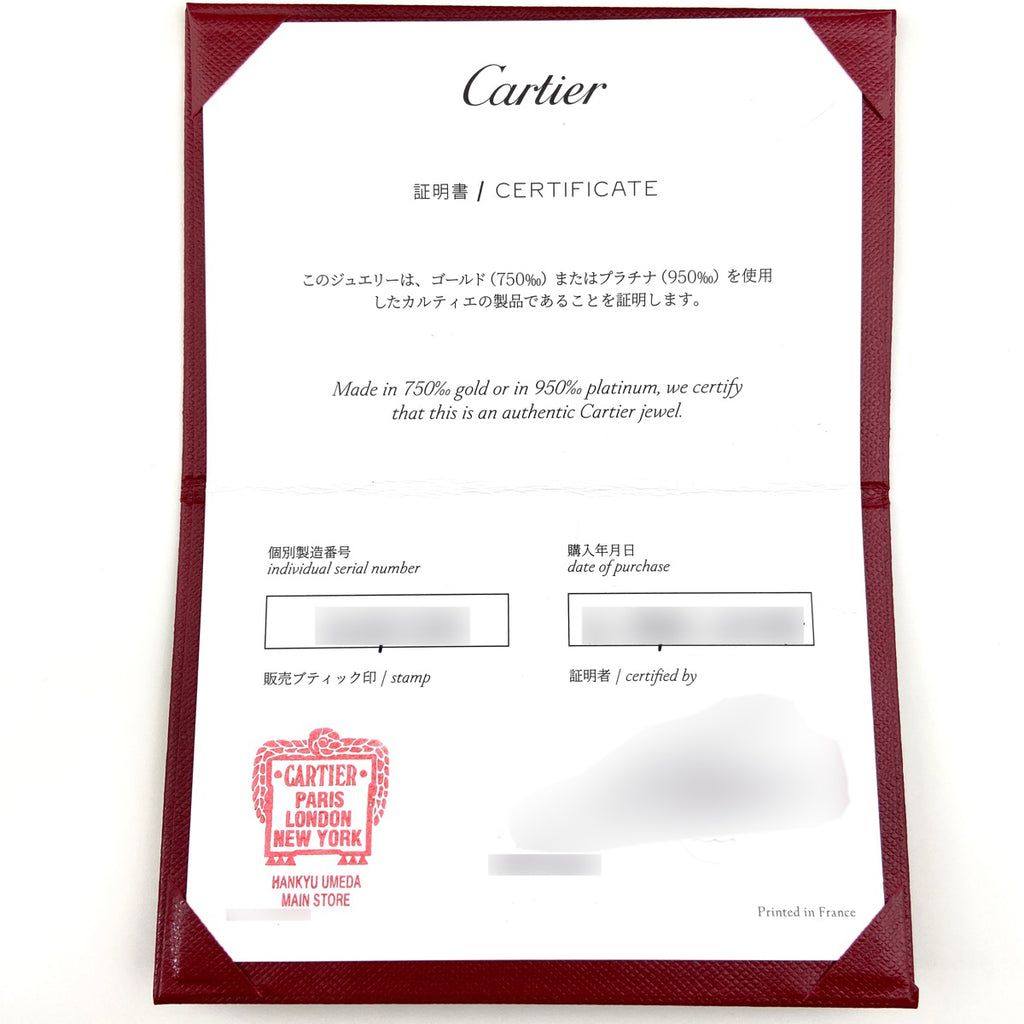 Cartier
証明書 / CERTIFICATE
このジュエリーは、ゴールド（750‰）またはプラチナ（950‰）を使用
したカルティエの製品であることを証明します。
Made in 750‰ gold or in 950‰ platinum, we certify
that this is an authentic Cartier jewel.
個別製造番号
individual serial number
購入年月日
date of purchase
販売ブティック印 / stamp
証明者 / certified by
CARTIER
PARIS
LONDON
NEW YORK
HANKYU UMEDA
MAIN STORE
Printed in France